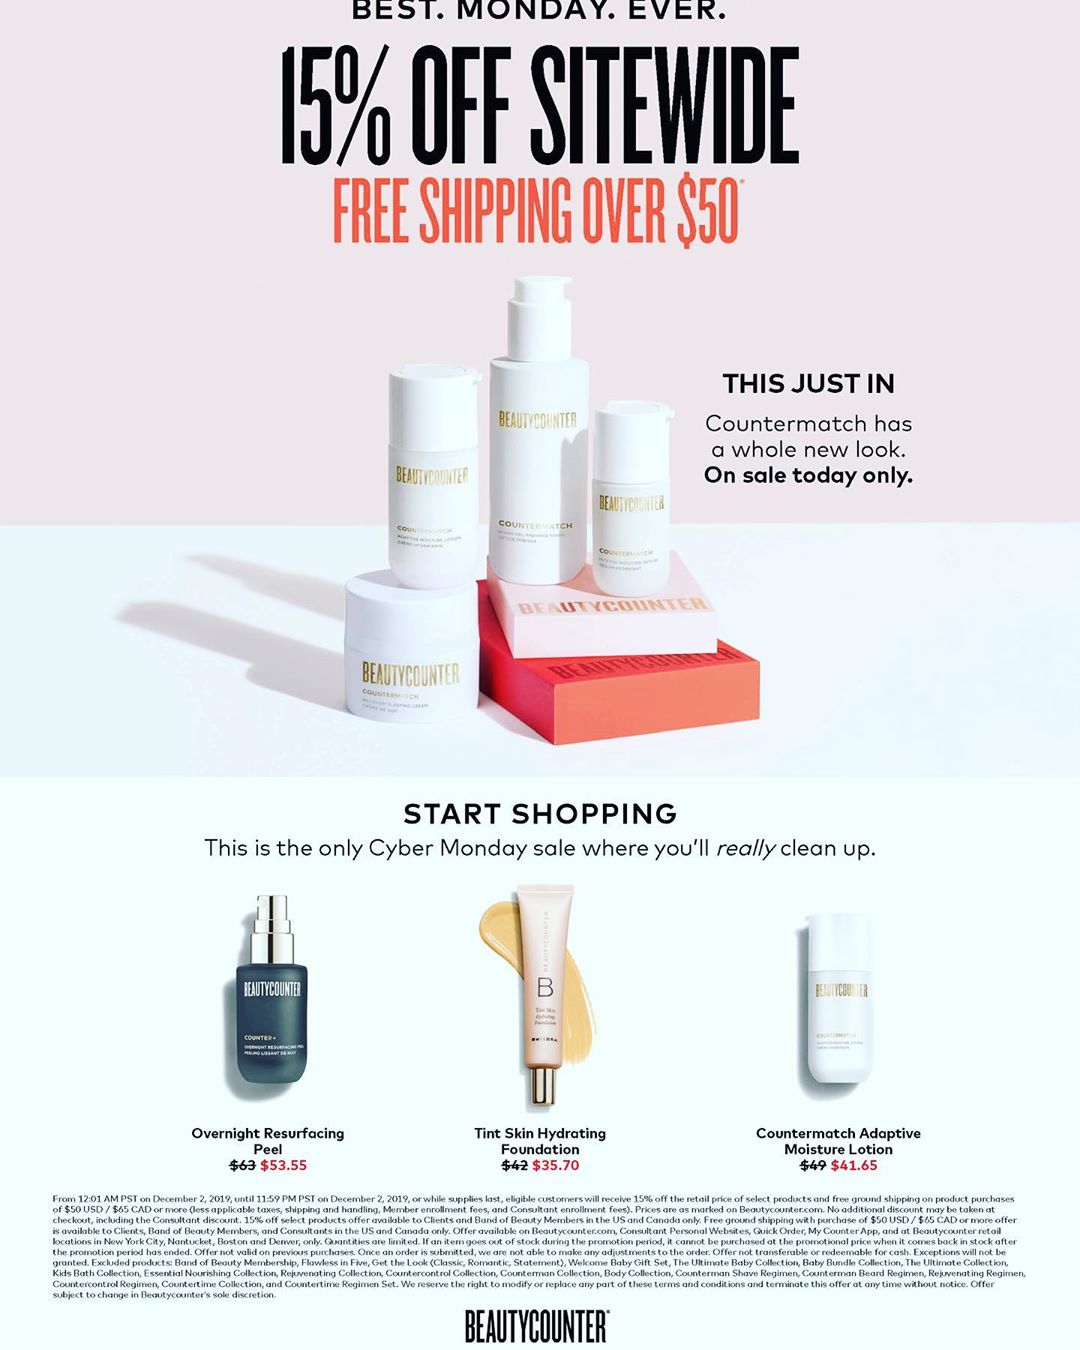 BEST. MONDAY. EVER.
15% OFF SITEWIDE
FREE SHIPPING OVER $50*
THIS JUST IN
Countermatch has
a whole new look.
On sale today only.
BEAUTYCOUNTER
COUNTERMATCH
ADAPTIVE MOISTURE LOTION
CRÈME HYDRATANTE
BEAUTYCOUNTER
COUNTERMATCH
BEAUTYCOUNTER
COUNTERMATCH
INTENSE MOISTURE SERUM
SÉRUM HYDRATANT
BEAUTYCOUNTER
BEAUTYCOUNTER
BEAUTYCOUNTER
COUNTERMATCH
RECOVERY SLEEPING CREAM
CRÈME DE NUIT
START SHOPPING
This is the only Cyber Monday sale where you'll really clean up.
BEAUTYCOUNTER
COUNTER+
OVERNIGHT RESURFACING PEEL
PEELING LISSANT DE NUIT
BEAUTYCOUNTER
B
Tint Skin
Hydrating
Foundation
BEAUTYCOUNTER
COUNTERMATCH
ADAPTIVE MOISTURE LOTION
Overnight Resurfacing
Peel
$63 $53.55
Tint Skin Hydrating
Foundation
$42 $35.70
Countermatch Adaptive
Moisture Lotion
$49 $41.65
From 12:01 AM PST on December 2, 2019, until 11:59 PM PST on December 2, 2019, or while supplies last, eligible customers will receive 15% off the retail price of select products and free ground shipping on product purchases
of $50 USD / $65 CAD or more (less applicable taxes, shipping and handling, Member enrollment fees, and Consultant enrollment fees). Prices are as marked on Beautycounter.com. No additional discount may be taken at
checkout, including the Consultant discount. 15% off select products offer available to Clients and Band of Beauty Members in the US and Canada only. Free ground shipping with purchase of $50 USD / $65 CAD or more offer
is available to Clients, Band of Beauty Members, and Consultants in the US and Canada only. Offer available on Beautycounter.com, Consultant Personal Websites, Quick Order, My Counter App, and at Beautycounter retail
locations in New York City, Nantucket, Boston and Denver, only. Quantities are limited. If an item goes out of stock during the promotion period, it cannot be purchased at the promotional price when it comes back in stock after
the promotion period has ended. Offer not valid on previous purchases. Once an order is submitted, we are not able to make any adjustments to the order. Offer not transferable or redeemable for cash. Exceptions will not be
granted. Excluded products: Band of Beauty Membership, Flawless in Five, Get the Look (Classic, Romantic, Statement), Welcome Baby Gift Set, The Ultimate Baby Collection, Baby Bundle Collection, The Ultimate Collection,
Kids Bath Collection, Essential Nourishing Collection, Rejuvenating Collection, Countercontrol Collection, Counterman Collection, Body Collection, Counterman Shave Regimen, Counterman Beard Regimen, Rejuvenating Regimen,
Countercontrol Regimen, Countertime Collection, and Countertime Regimen Set. We reserve the right to modify or replace any part of these terms and conditions and terminate this offer at any time without notice. Offer
subject to change in Beautycounter's sole discretion.
BEAUTYCOUNTER